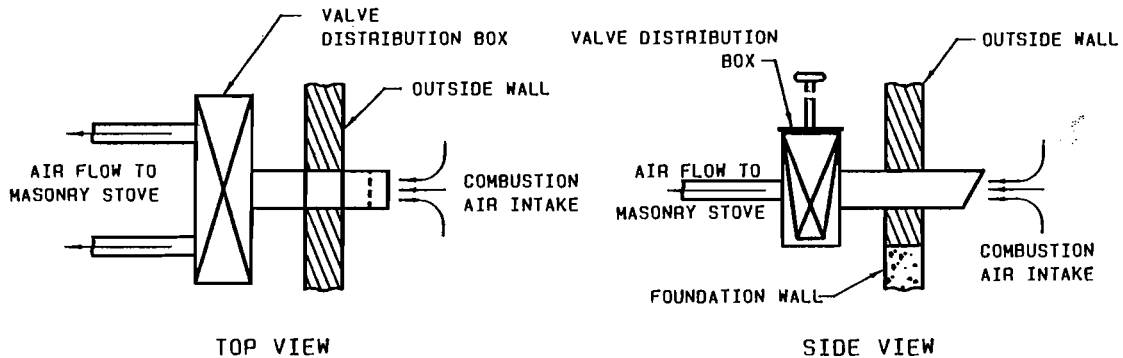 VALVE
DISTRIBUTION BOX
OUTSIDE WALL
AIR FLOW TO
MASONRY STOVE
COMBUSTION
AIR INTAKE
TOP VIEW
VALVE DISTRIBUTION
BOX
OUTSIDE WALL
AIR FLOW TO
MASONRY STOVE
COMBUSTION
AIR INTAKE
FOUNDATION WALL
SIDE VIEW